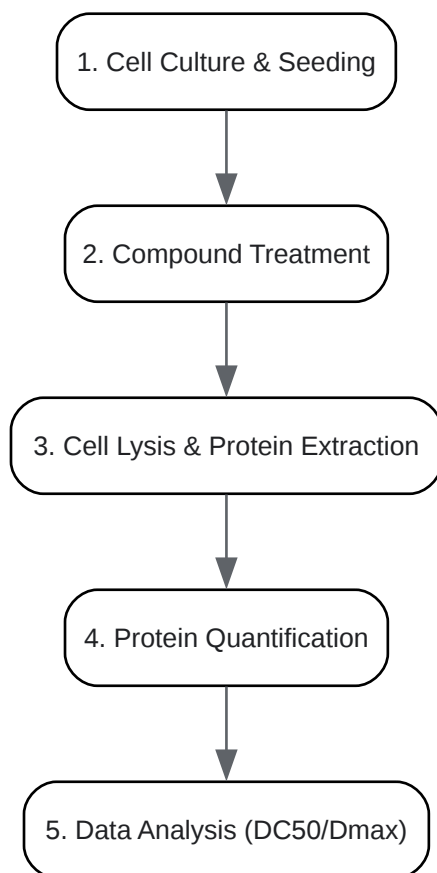 1. Cell Culture & Seeding
2. Compound Treatment
3. Cell Lysis & Protein Extraction
4. Protein Quantification
5. Data Analysis (DC50/Dmax)